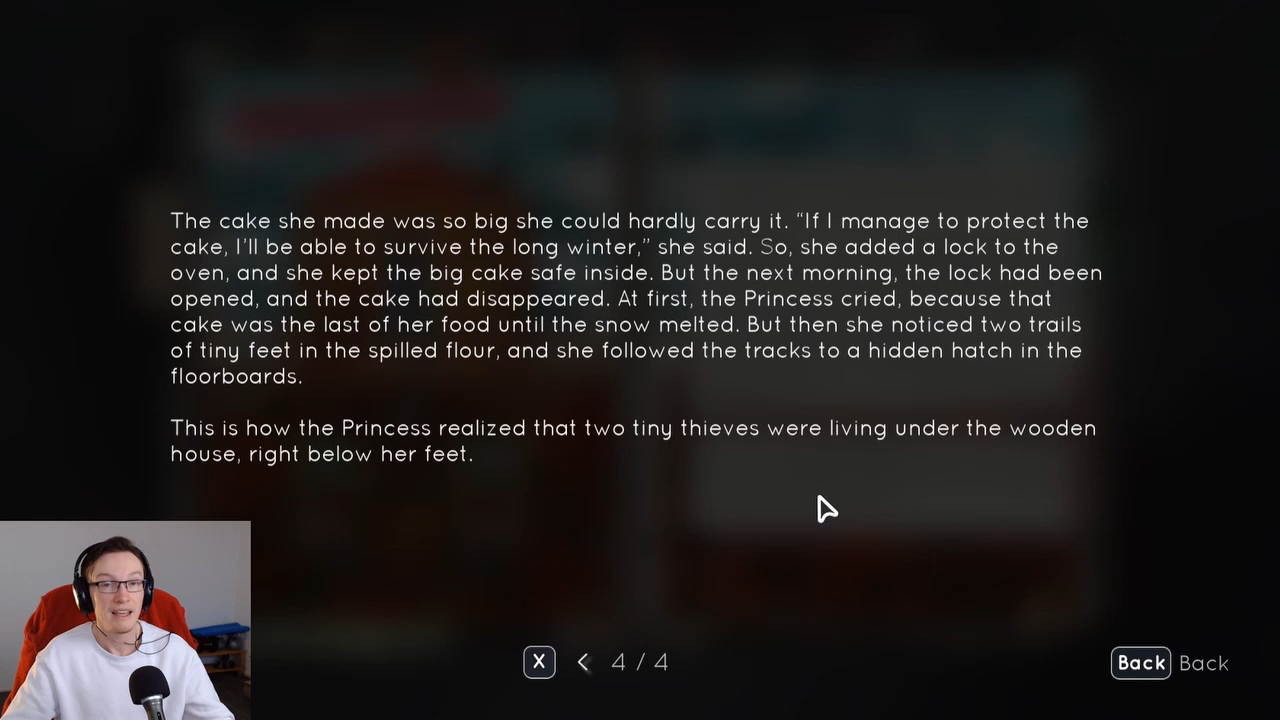 The cake she made was so big she could hardly carry it. “If I manage to protect the
cake, I’ll be able to survive the long winter,” she said. So, she added a lock to the
oven, and she kept the big cake safe inside. But the next morning, the lock had been
opened, and the cake had disappeared. At first, the Princess cried, because that
cake was the last of her food until the snow melted. But then she noticed two trails
of tiny feet in the spilled flour, and she followed the tracks to a hidden hatch in the
floorboards.
This is how the Princess realized that two tiny thieves were living under the wooden
house, right below her feet.
X < 4 / 4
Back Back